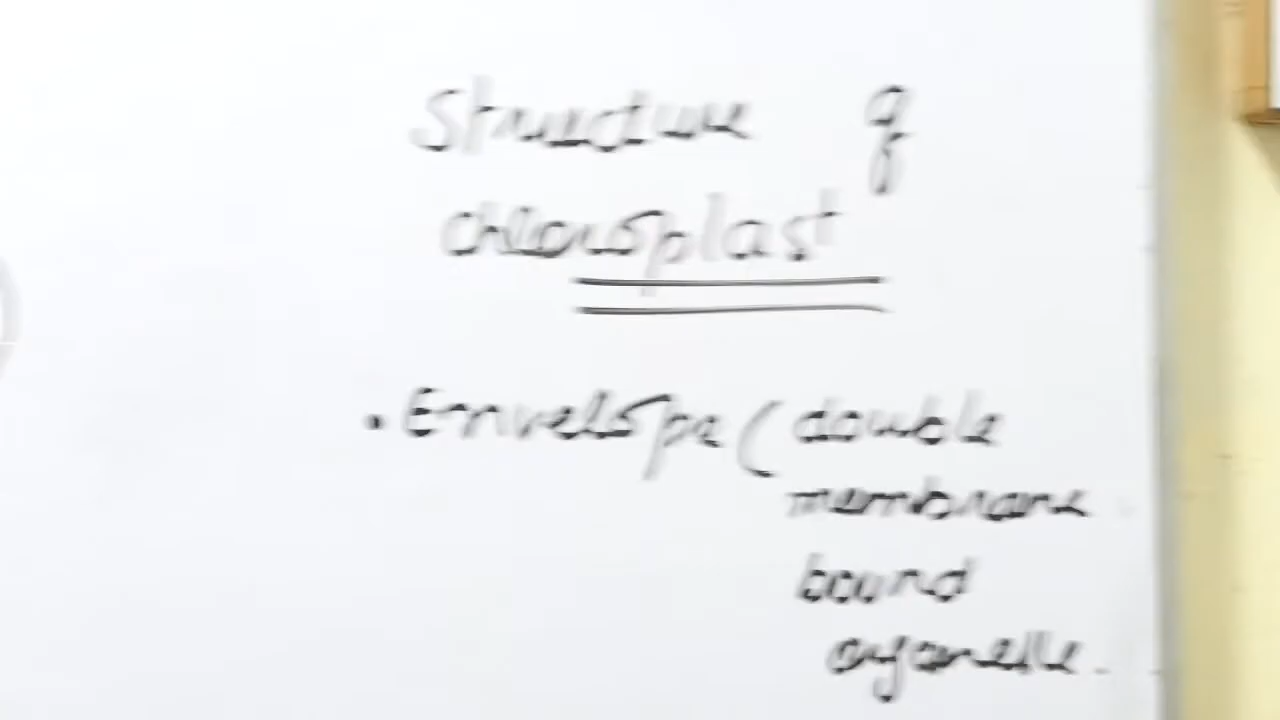 Structure of
chloroplast
• Envelope (double
membrane
bound
organelle.